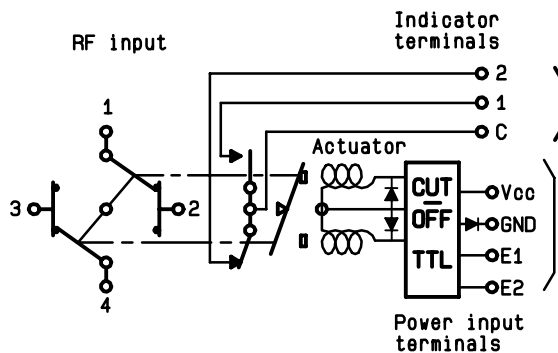 Indicator
terminals
RF input
2
1
C
1
Actuator
3
2
4
CUT
OFF
TTL
Vcc
GND
E1
E2
Power input
terminals